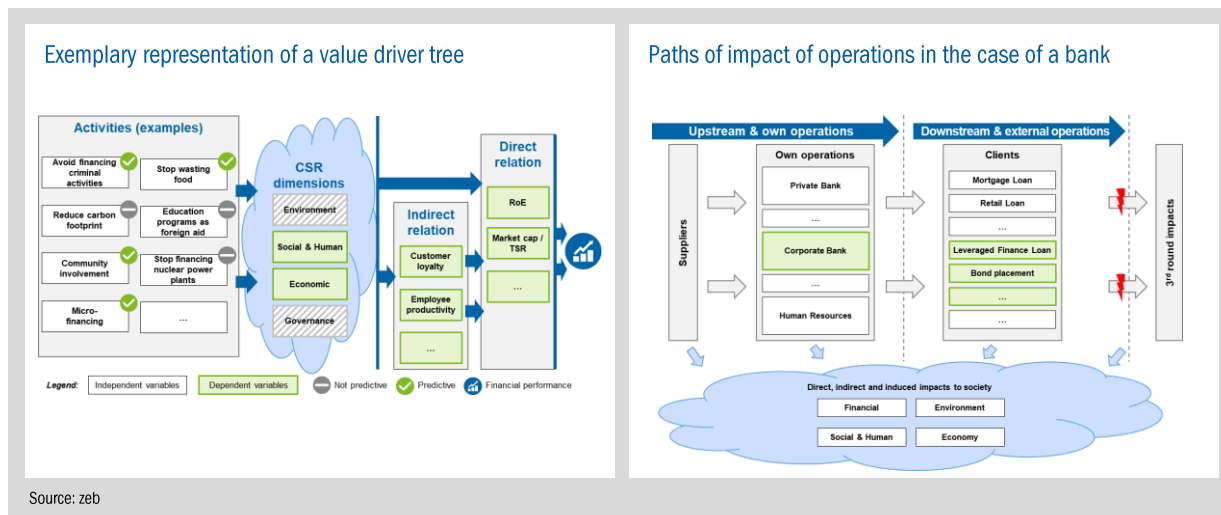 Exemplary representation of a value driver tree
Activities (examples)
Avoid financing
criminal
activities
Stop wasting
food
Reduce carbon
footprint
Education
programs as
foreign aid
Community
involvement
Stop financing
nuclear power
plants
Micro-
financing
...
CSR
dimensions
Environment
Social & Human
Economic
Governance
Indirect
relation
Customer
loyalty
Employee
productivity
...
Direct
relation
RoE
Market cap /
TSR
...
Legend:
Independent variables
Dependent variables
Not predictive
Predictive
Financial performance
Paths of impact of operations in the case of a bank
Upstream & own operations
Downstream & external operations
Suppliers
Own operations
Private Bank
...
Corporate Bank
...
Human Resources
Clients
Mortgage Loan
Retail Loan
...
Leveraged Finance Loan
Bond placement
...
...
3rd round impacts
Direct, indirect and induced impacts to society
Financial
Environment
Social & Human
Economy
Source: zeb